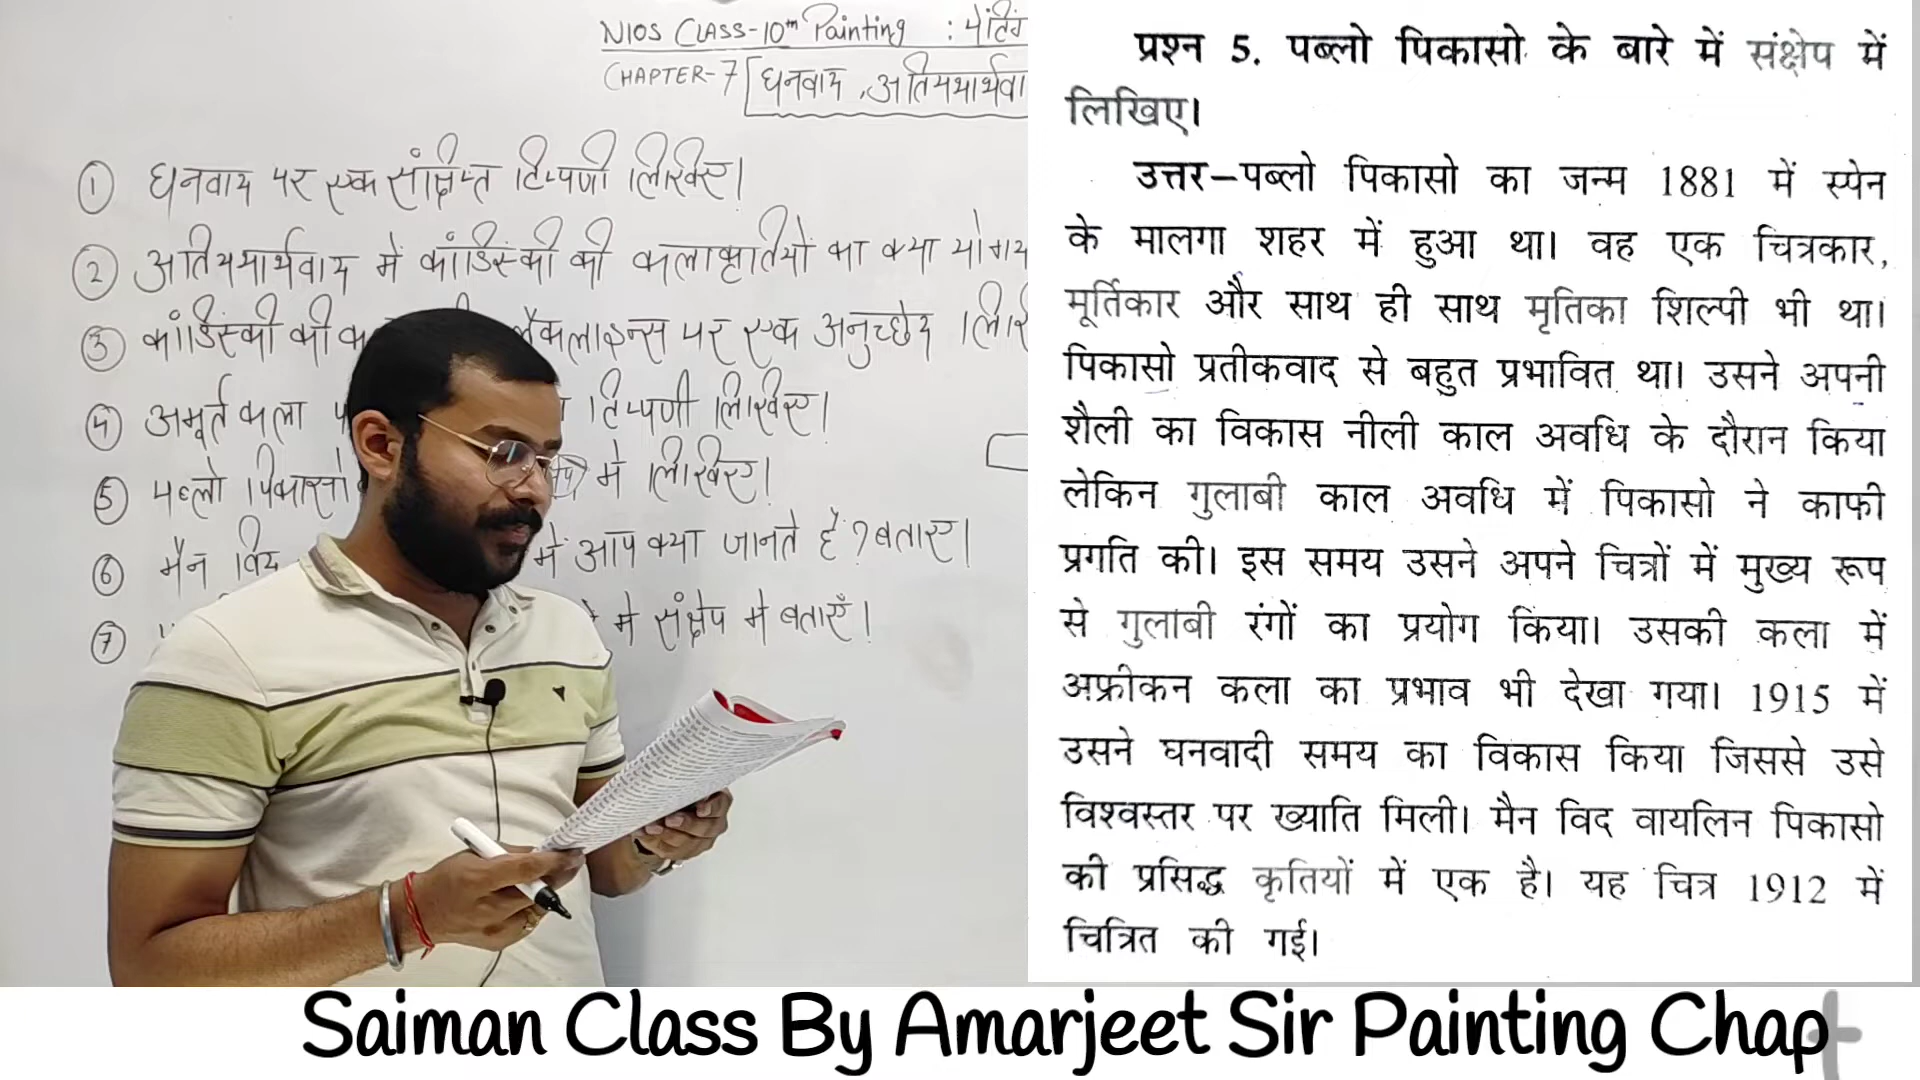 NIOS CLASS-10th Painting : पेंटिंग
CHAPTER-7 घनवाद, अतियथार्थवा
① घनवाद पर एक संक्षिप्त टिप्पणी लिखिए।
② अतियथार्थवाद में कांडिंस्की की कलाकृतियों का क्या योगद
③ कांडिंस्की की क लैकलाइन्स पर एक अनुच्छेद लिखि
④ अमूर्त कला टिप्पणी लिखिए।
⑤ पब्लो पिकासो में लिखिए।
⑥ मैन विद में आप क्या जानते हैं? बताए।
⑦ मे संक्षेप में बताएँ।
प्रश्न 5. पब्लो पिकासो के बारे में संक्षेप में
लिखिए।
उत्तर–पब्लो पिकासो का जन्म 1881 में स्पेन
के मालगा शहर में हुआ था। वह एक चित्रकार,
मूर्तिकार और साथ ही साथ मृतिका शिल्पी भी था।
पिकासो प्रतीकवाद से बहुत प्रभावित था। उसने अपनी
शैली का विकास नीली काल अवधि के दौरान किया
लेकिन गुलाबी काल अवधि में पिकासो ने काफी
प्रगति की। इस समय उसने अपने चित्रों में मुख्य रूप
से गुलाबी रंगों का प्रयोग किया। उसकी कला में
अफ्रीकन कला का प्रभाव भी देखा गया। 1915 में
उसने घनवादी समय का विकास किया जिससे उसे
विश्वस्तर पर ख्याति मिली। मैन विद वायलिन पिकासो
की प्रसिद्ध कृतियों में एक है। यह चित्र 1912 में
चित्रित की गई।
Saiman Class By Amarjeet Sir Painting Chap